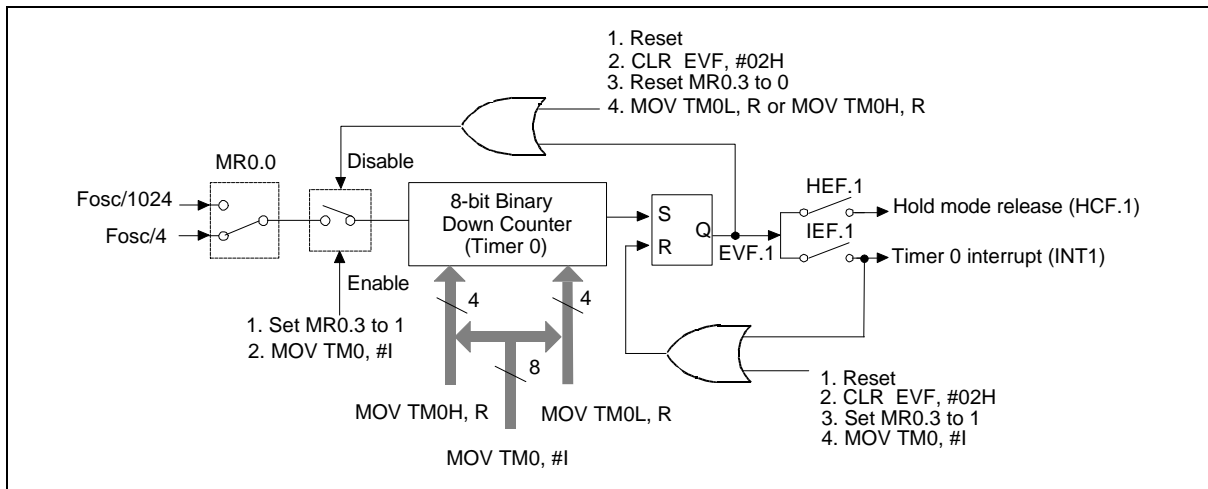 1. Reset
2. CLR EVF, #02H
3. Reset MR0.3 to 0
4. MOV TM0L, R or MOV TM0H, R
MR0.0
Disable
Fosc/1024
Fosc/4
8-bit Binary
Down Counter
(Timer 0)
S
Q
R
EVF.1
HEF.1
Hold mode release (HCF.1)
IEF.1
Timer 0 interrupt (INT1)
Enable
1. Set MR0.3 to 1
2. MOV TM0, #I
4
4
8
MOV TM0H, R
MOV TM0L, R
MOV TM0, #I
1. Reset
2. CLR EVF, #02H
3. Set MR0.3 to 1
4. MOV TM0, #I